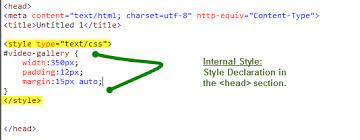 <head>
<meta content="text/html; charset=utf-8" http-equiv="Content-Type">
<title>Untitled 1</title>
<style type="text/css">
#video-gallery {
width:350px;
padding:12px;
margin:15px auto;
}
</style>
</head>
Internal Style:
Style Declaration in
the <head> section.